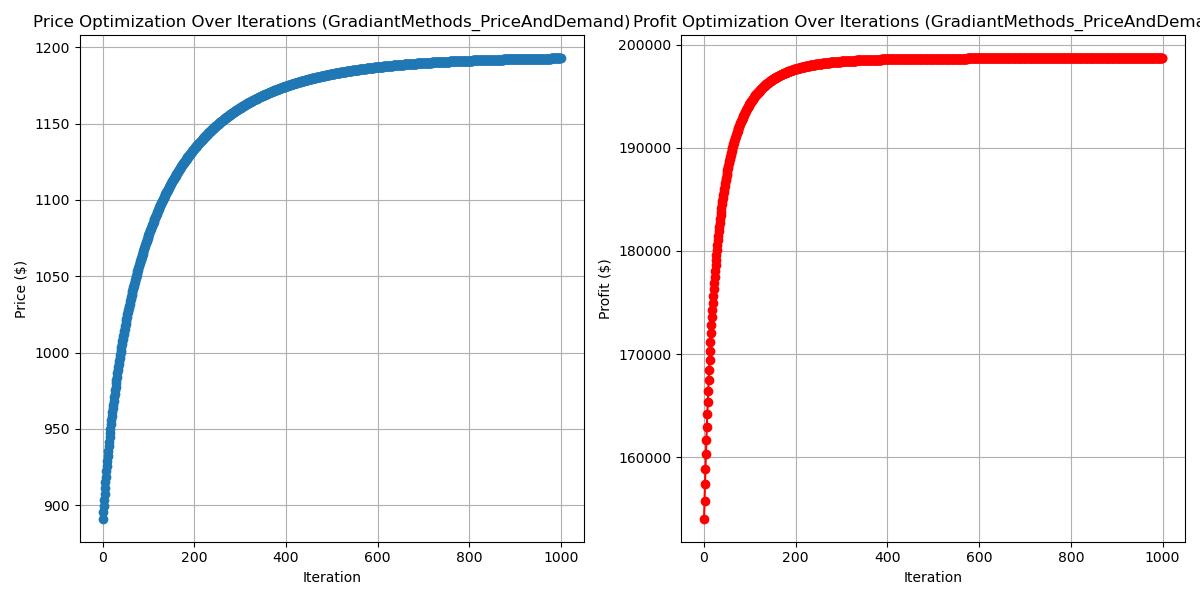 Price Optimization Over Iterations (GradiantMethods_PriceAndDemand)
1200
1150
1100
1050
1000
950
900
Price ($)
0 200 400 600 800 1000
Iteration
Profit Optimization Over Iterations (GradiantMethods_PriceAndDema
200000
190000
180000
170000
160000
Profit ($)
0 200 400 600 800 1000
Iteration